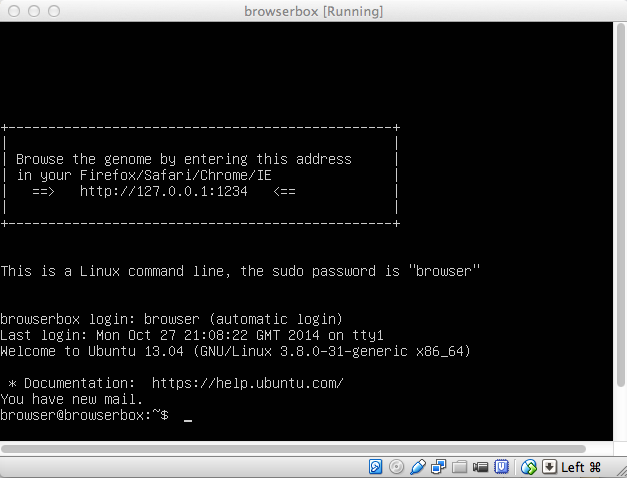 browserbox [Running]
Browse the genome by entering this address
in your Firefox/Safari/Chrome/IE
==> http://127.0.0.1:1234 <==
This is a Linux command line, the sudo password is "browser"
browserbox login: browser (automatic login)
Last login: Mon Oct 27 21:08:22 GMT 2014 on tty1
Welcome to Ubuntu 13.04 (GNU/Linux 3.8.0-31-generic x86_64)
* Documentation: https://help.ubuntu.com/
You have new mail.
browser@browserbox:~$ _
Left ⌘